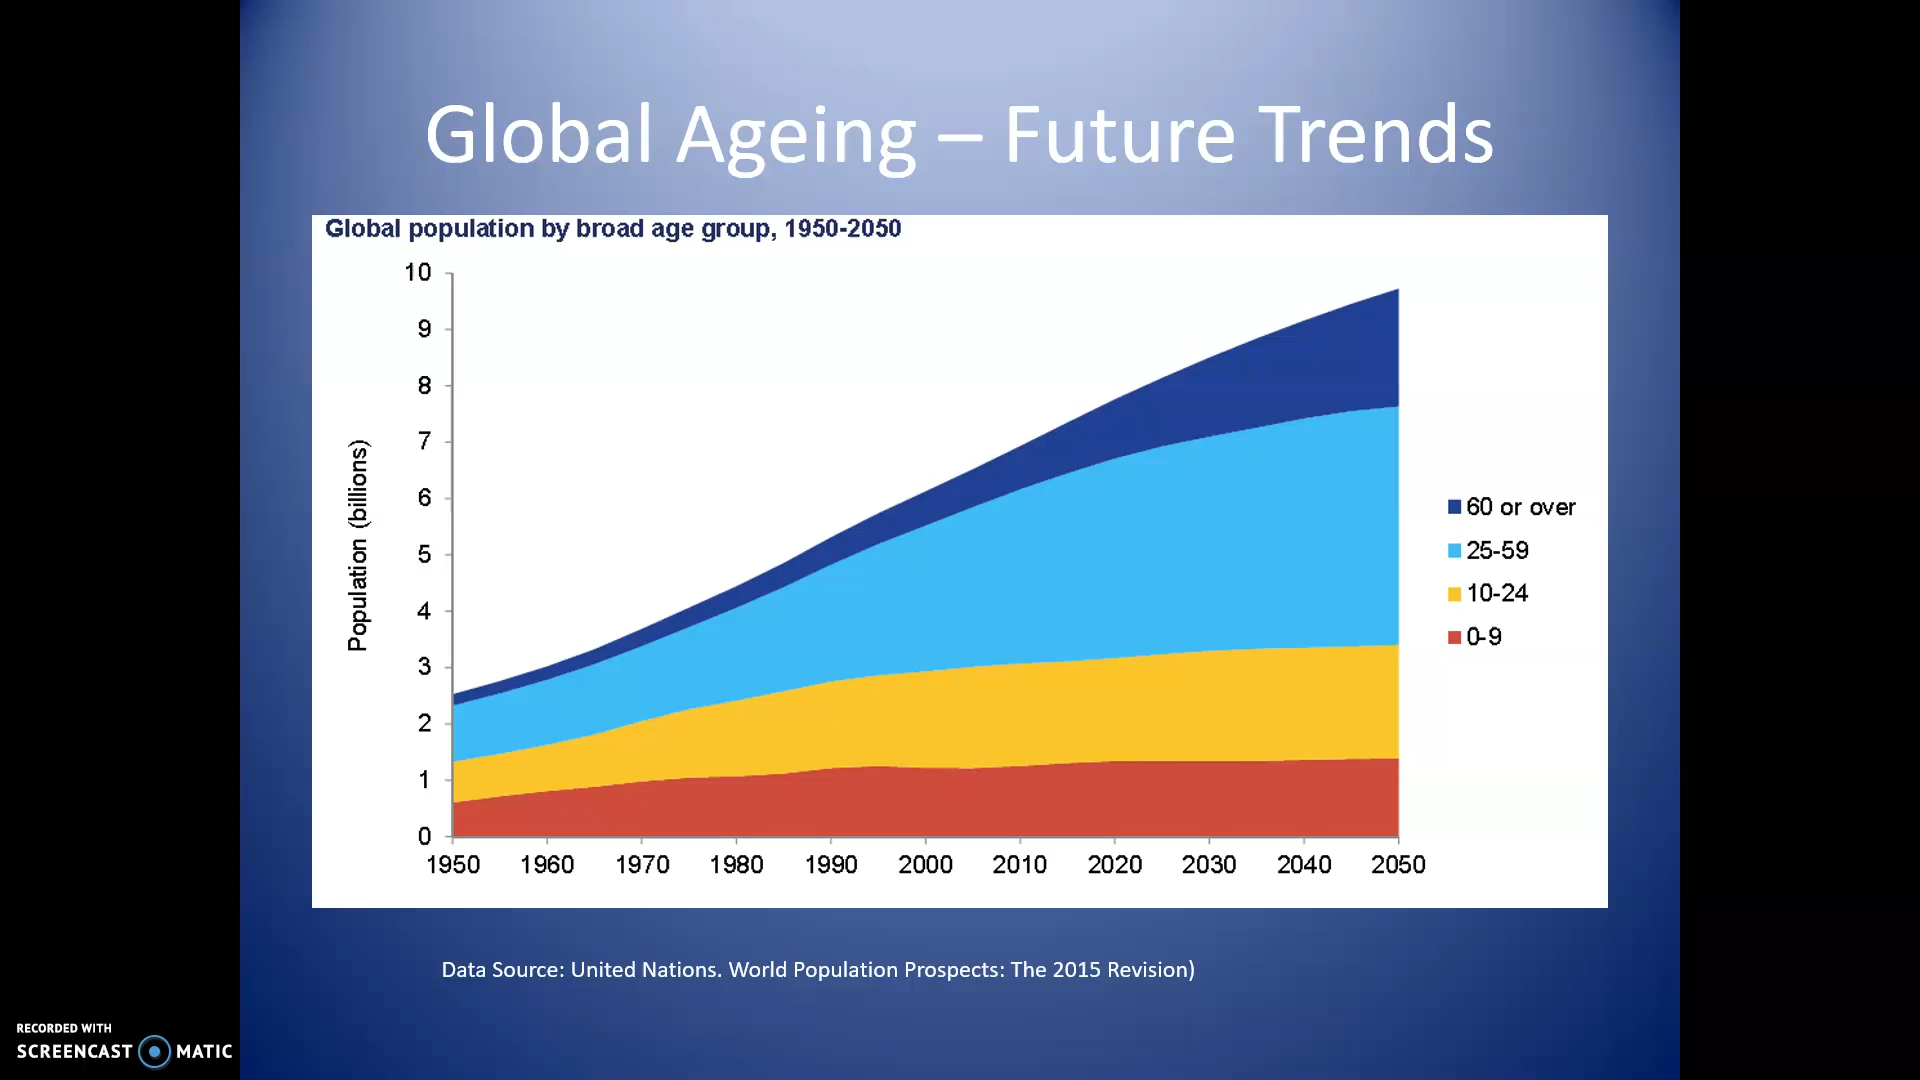 Global Ageing – Future Trends
Global population by broad age group, 1950-2050
Population (billions)
10
9
8
7
6
5
4
3
2
1
0
1950 1960 1970 1980 1990 2000 2010 2020 2030 2040 2050
60 or over
25-59
10-24
0-9
Data Source: United Nations. World Population Prospects: The 2015 Revision)
RECORDED WITH
SCREENCAST MATIC